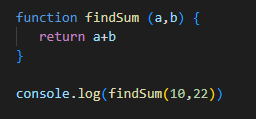 function findSum (a,b) {
   return a+b
}

console.log(findSum(10,22))